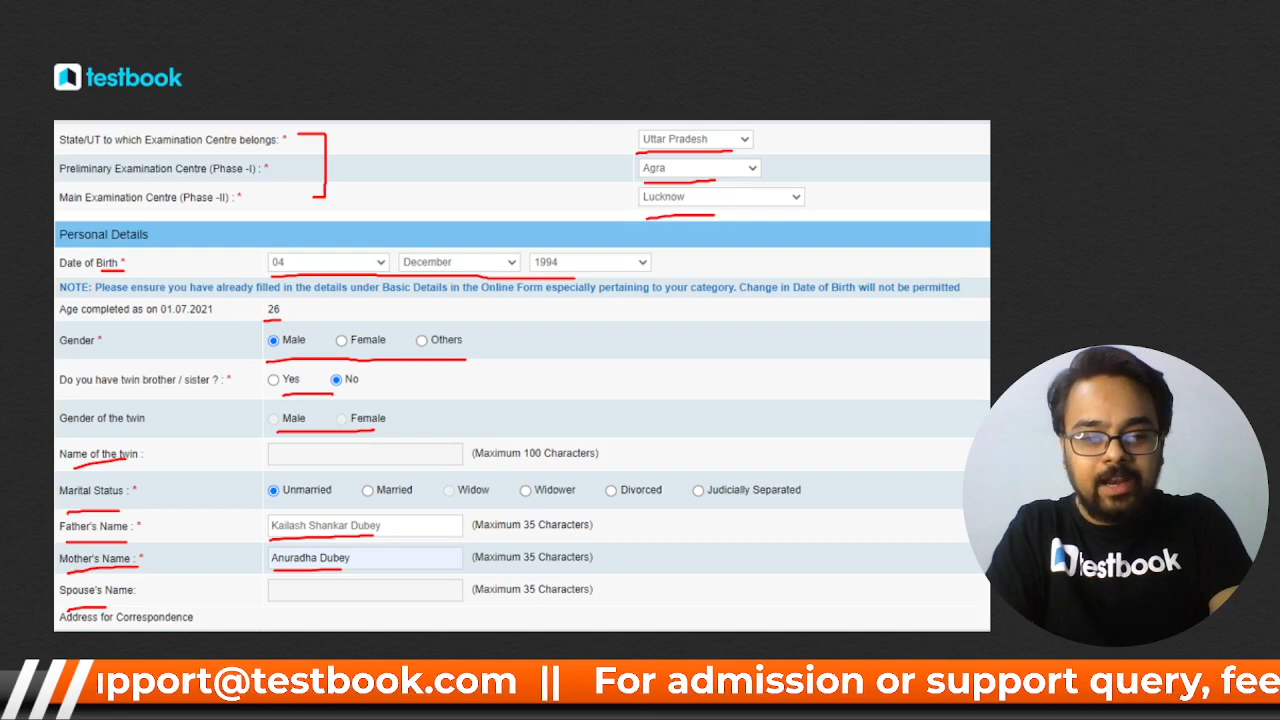 testbook
State/UT to which Examination Centre belongs: * Uttar Pradesh
Preliminary Examination Centre (Phase -I) : * Agra
Main Examination Centre (Phase -II) : * Lucknow
Personal Details
Date of Birth * 04 December 1994
NOTE: Please ensure you have already filled in the details under Basic Details in the Online Form especially pertaining to your category. Change in Date of Birth will not be permitted
Age completed as on 01.07.2021 26
Gender * Male Female Others
Do you have twin brother / sister ? : * Yes No
Gender of the twin Male Female
Name of the twin : (Maximum 100 Characters)
Marital Status : * Unmarried Married Widow Widower Divorced Judicially Separated
Father's Name : * Kailash Shankar Dubey (Maximum 35 Characters)
Mother's Name : * Anuradha Dubey (Maximum 35 Characters)
Spouse's Name: (Maximum 35 Characters)
Address for Correspondence
testbook
upport@testbook.com || For admission or support query, fee